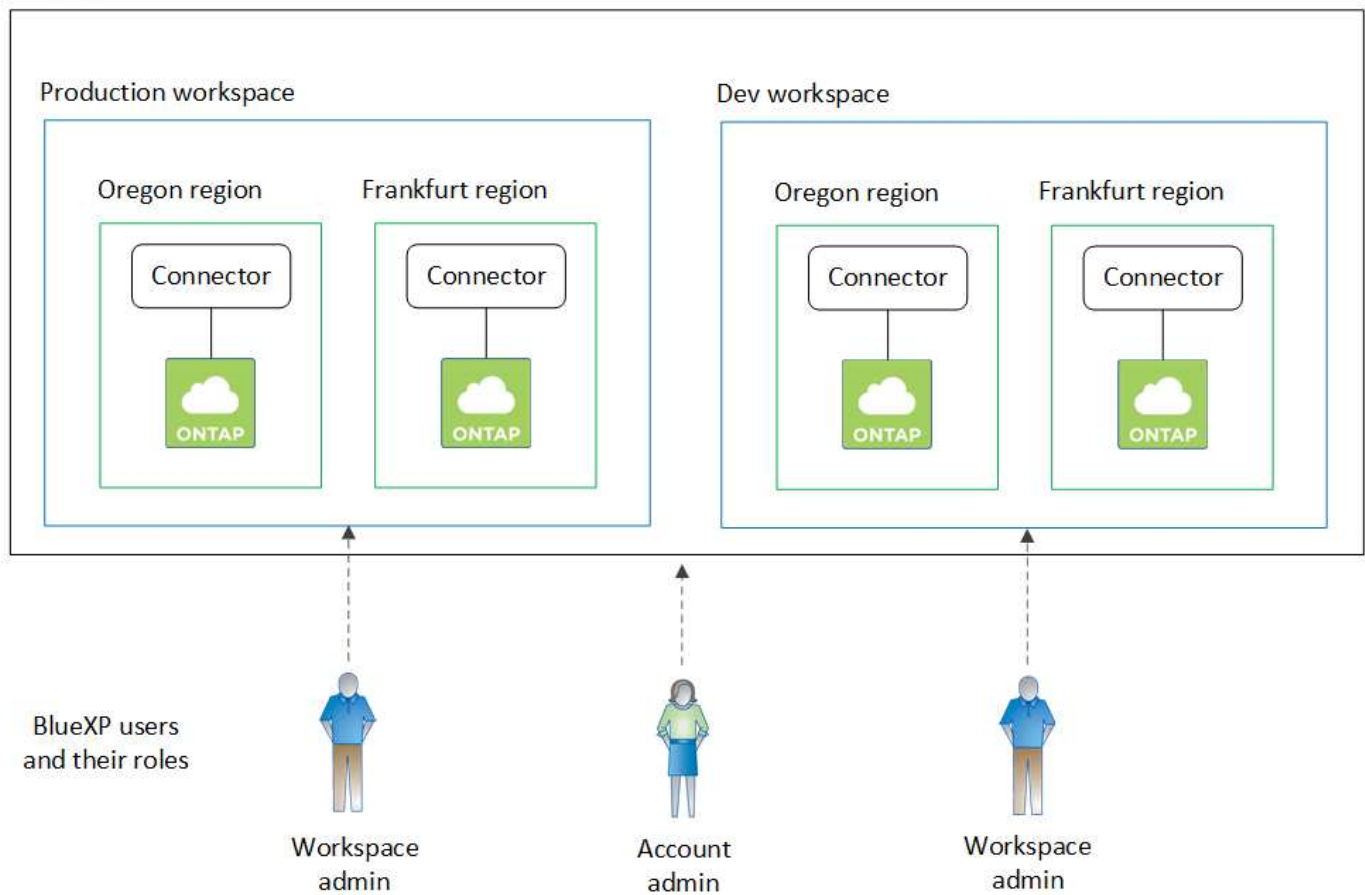 Production workspace
Dev workspace
Oregon region
Frankfurt region
Oregon region
Frankfurt region
Connector
Connector
Connector
Connector
ONTAP
ONTAP
ONTAP
ONTAP
BlueXP users
and their roles
Workspace
admin
Account
admin
Workspace
admin